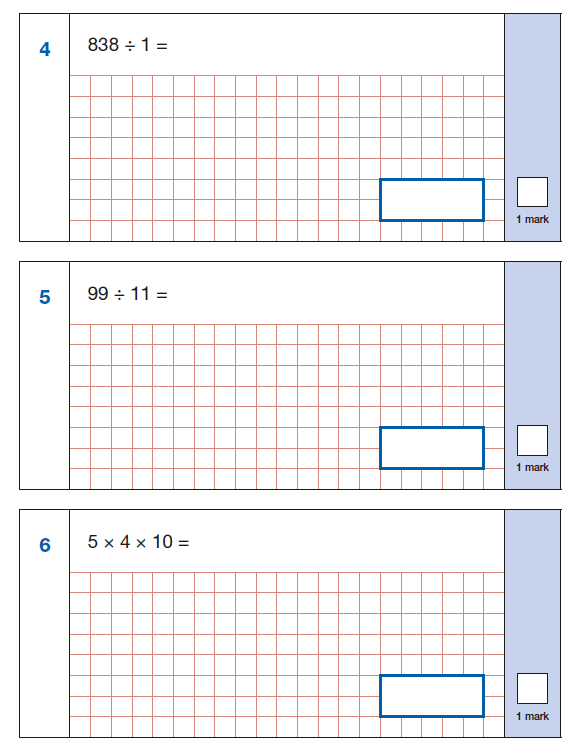 4
838 ÷ 1 =
1 mark
5
99 ÷ 11 =
1 mark
6
5 × 4 × 10 =
1 mark